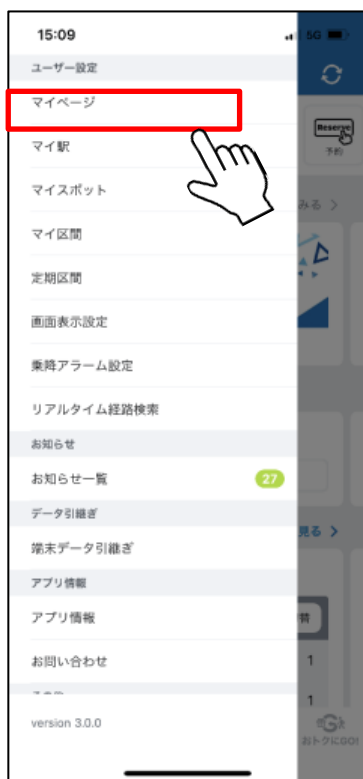 15:09
5G
ユーザー設定
マイページ
Reserve
予約
マイ駅
マイスポット
みる >
マイ区間
定期区間
画面表示設定
乗降アラーム設定
リアルタイム経路検索
お知らせ
お知らせ一覧
27
データ引継ぎ
見る >
端末データ引継ぎ
アプリ情報
アプリ情報
替
お問い合わせ
1
1
version 3.0.0
おトクにGO!